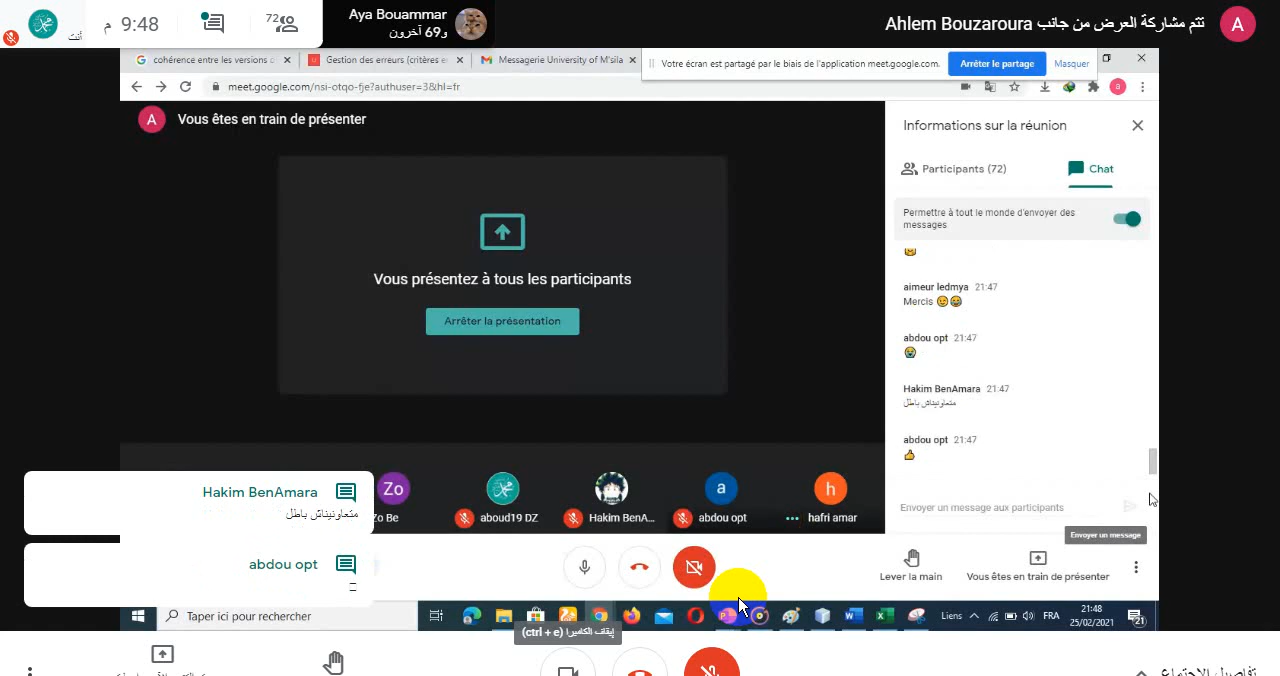 أنت
9:48 م
72
Aya Bouammar
و69 آخرون
تتم مشاركة العرض من جانب Ahlem Bouzaroura
A
cohérence entre les versions
Gestion des erreurs (critères e
Messagerie University of M'sila
Votre écran est partagé par le biais de l'application meet.google.com.
Arrêter le partage
Masquer
meet.google.com/nsi-otqo-fje?authuser=3&hl=fr
a
A
Vous êtes en train de présenter
Vous présentez à tous les participants
Arrêter la présentation
Informations sur la réunion
Participants (72)
Chat
Permettre à tout le monde d'envoyer des
messages
aimeur ledmya 21:47
Mercis 😉😂
abdou opt 21:47
😭
Hakim BenAmara 21:47
متعاونيناش باطل
abdou opt 21:47
👍
Envoyer un message aux participants
Envoyer un message
Hakim BenAmara
متعاونيناش باطل
abdou opt
Zo
Zo Be
aboud19 DZ
Hakim BenA...
a
abdou opt
h
hafri amar
Lever la main
Vous êtes en train de présenter
Taper ici pour rechercher
Liens
FRA
21:48
25/02/2021
21
إيقاف الكاميرا (ctrl + e)
تفاصيل الاجتماع